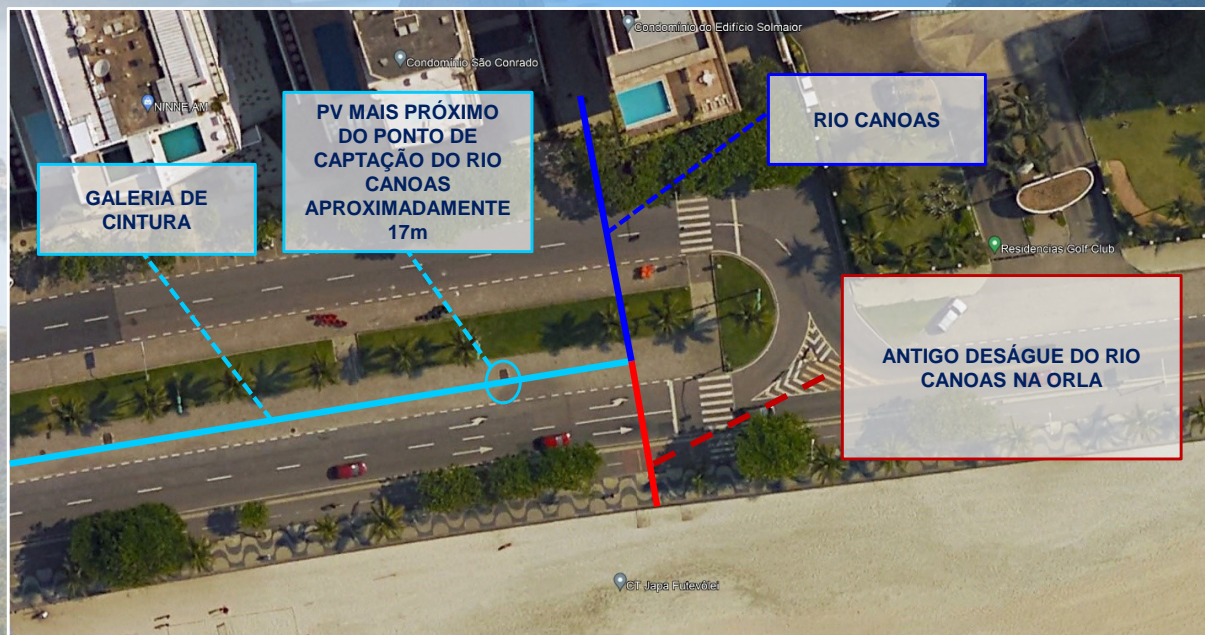 Condomínio do Edifício Solmaior
Condomínio São Conrado
NINNE AM
PV MAIS PRÓXIMO
DO PONTO DE
CAPTAÇÃO DO RIO
CANOAS
APROXIMADAMENTE
17m
RIO CANOAS
GALERIA DE
CINTURA
Residências Golf Club
ANTIGO DESÁGUE DO RIO
CANOAS NA ORLA
CT Japa Futevôlei